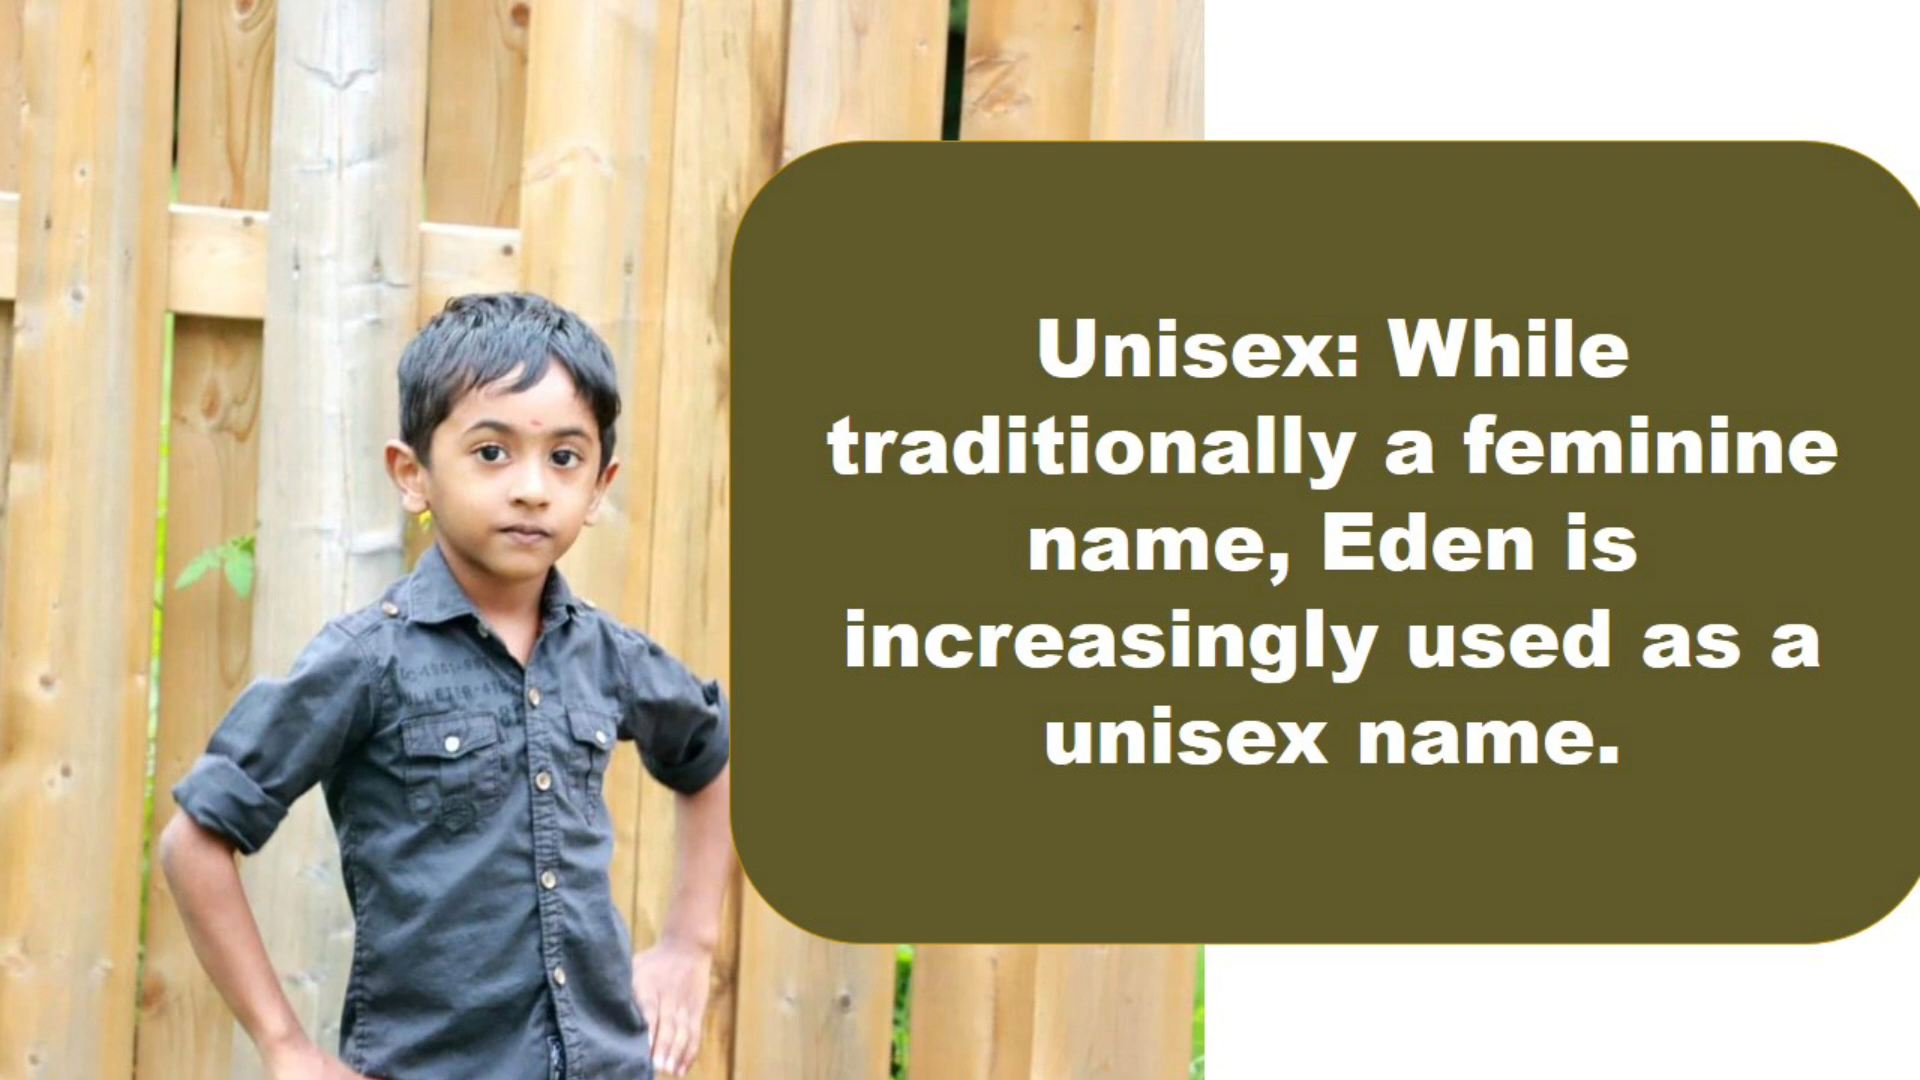 Unisex: While
traditionally a feminine
name, Eden is
increasingly used as a
unisex name.